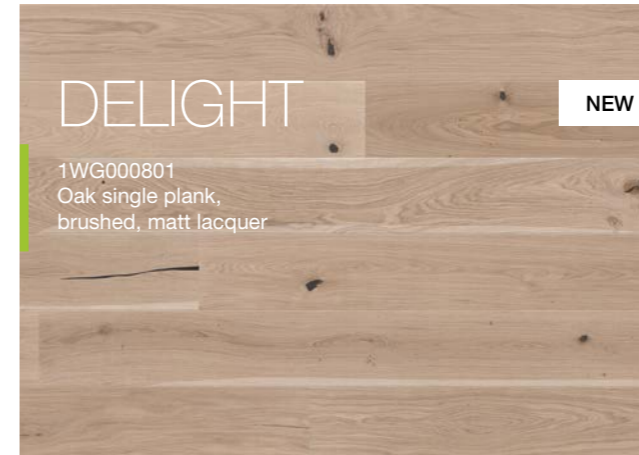 DELIGHT
NEW
1WG000801
Oak single plank,
brushed, matt lacquer